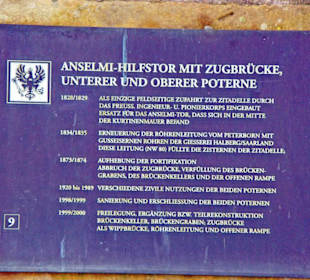 ANSELMI-HILFSTOR MIT ZUGBRÜCKE,
UNTERER UND OBERER POTERNE
1828/1829 ALS EINZIGE FELDSEITIGE ZUFAHRT ZUR ZITADELLE DURCH
DAS PREUSS. INGENIEUR- U. PIONIERKORPS EINGEBAUT
ERSATZ FÜR DAS ANSELMI-TOR, DASS SICH IN DER MITTE
DER KURTINENMAUER BEFAND
1834/1835 ERNEUERUNG DER RÖHRENLEITUNG VOM PETERBORN MIT
GUSSEISERNEN ROHREN DER GIESSEREI HALBERG/SAARLAND
DIESE LEITUNG (NW 80) FÜLLTE DIE ZISTERNEN DER ZITADELLE;
1873/1874 AUFHEBUNG DER FORTIFIKATION
ABBRUCH DER ZUGBRÜCKE, VERFÜLLUNG DES BRÜCKEN-
GRABENS, DES BRÜCKENKELLERS UND DER OFFENEN RAMPE
1920 bis 1989 VERSCHIEDENE ZIVILE NUTZUNGEN DER BEIDEN POTERNEN
1998/1999 SANIERUNG UND ERSCHLIESSUNG DER BEIDEN POTERNEN
1999/2000 FREILEGUNG, ERGÄNZUNG BZW. TEILREKONSTRUKTION
BRÜCKENKELLER, BRÜCKENGRABEN; ZUGBRÜCKE
ALS WIPPBRÜCKE, RÖHRENLEITUNG UND OFFENER RAMPE
9